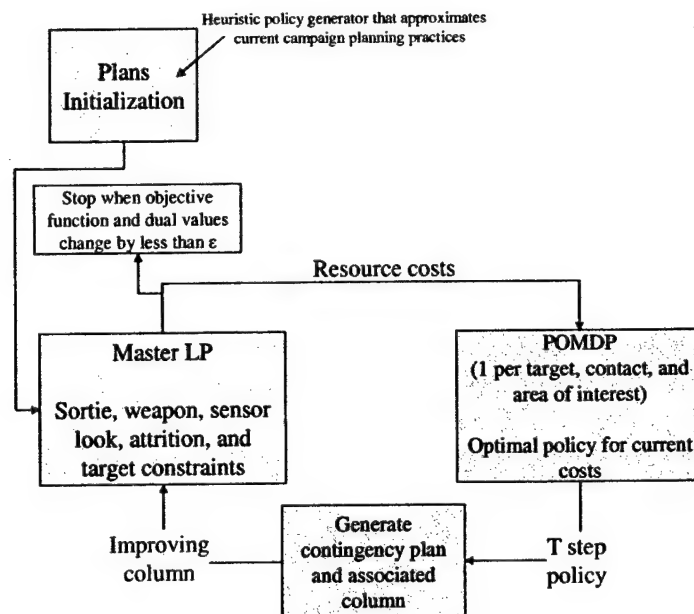 Heuristic policy generator that approximates
current campaign planning practices
Plans
Initialization
Stop when objective
function and dual values
change by less than ε
Resource costs
Master LP
Sortie, weapon, sensor
look, attrition, and
target constraints
POMDP
(1 per target, contact, and
area of interest)
Optimal policy for current
costs
Improving
column
Generate
contingency plan
and associated
column
T step
policy